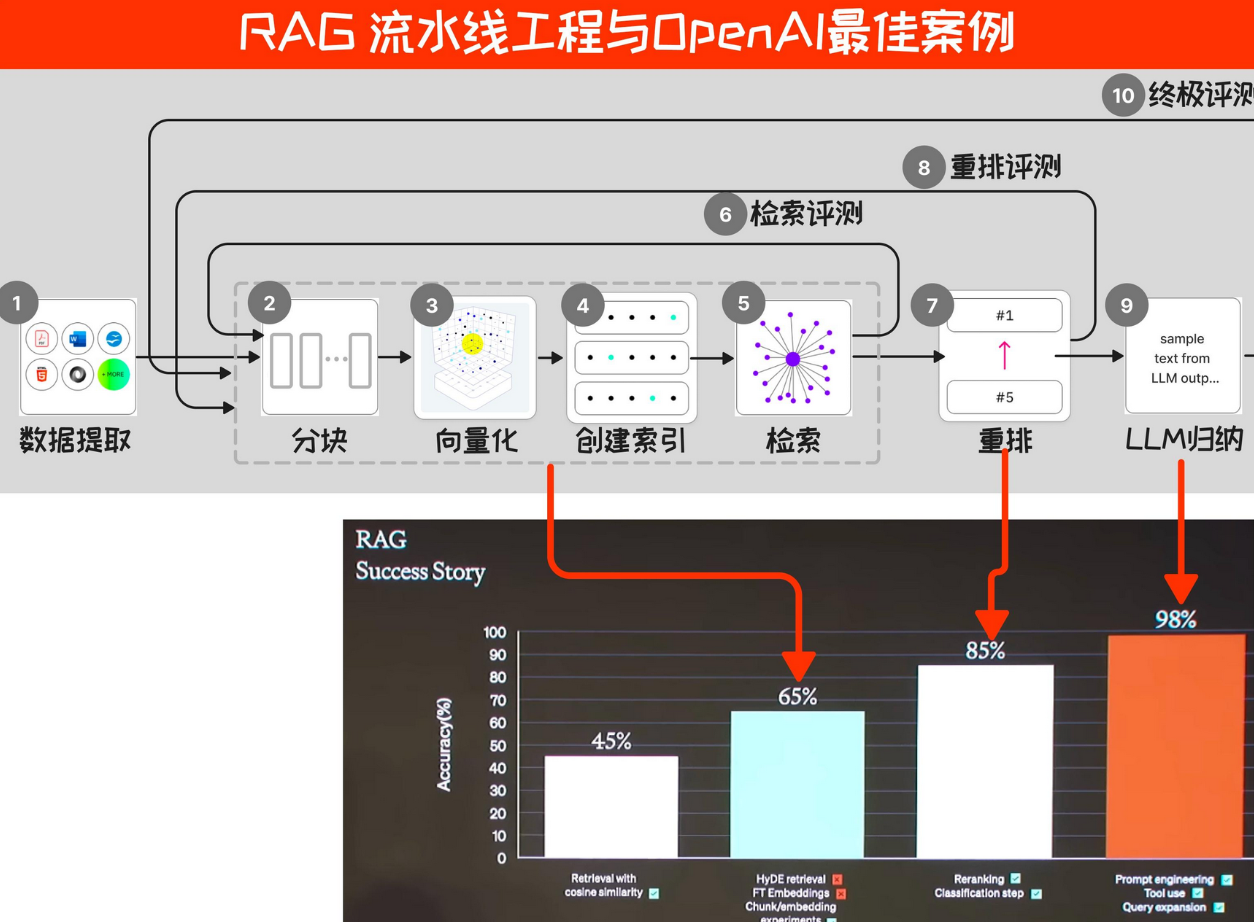 RAG 流水线工程与OpenAI最佳案例
10 终极评测
8 重排评测
6 检索评测
1
2
3
4
5
7
9
PDF
W
5
+ MORE
#1
#5
sample
text from
LLM outp...
数据提取
分块
向量化
创建索引
检索
重排
LLM归纳
RAG
Success Story
Accuracy(%)
100
90
80
70
60
50
40
30
20
10
0
45%
65%
85%
98%
Retrieval with
cosine similarity
HyDE retrieval
FT Embeddings
Chunk/embedding
experiments
Reranking
Classification step
Prompt engineering
Tool use
Query expansion